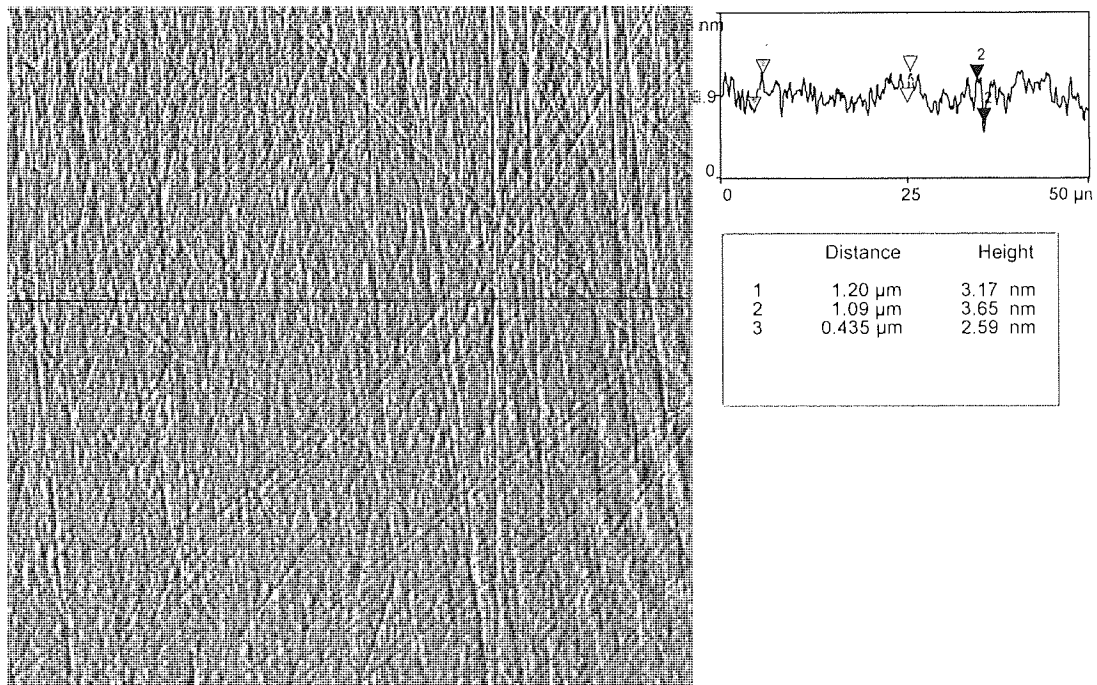 nm
2
2
0
0 25 50 µ
Distance Height
1 1.20 µm 3.17 nm
2 1.09 µm 3.65 nm
3 0.435 µm 2.59 nm